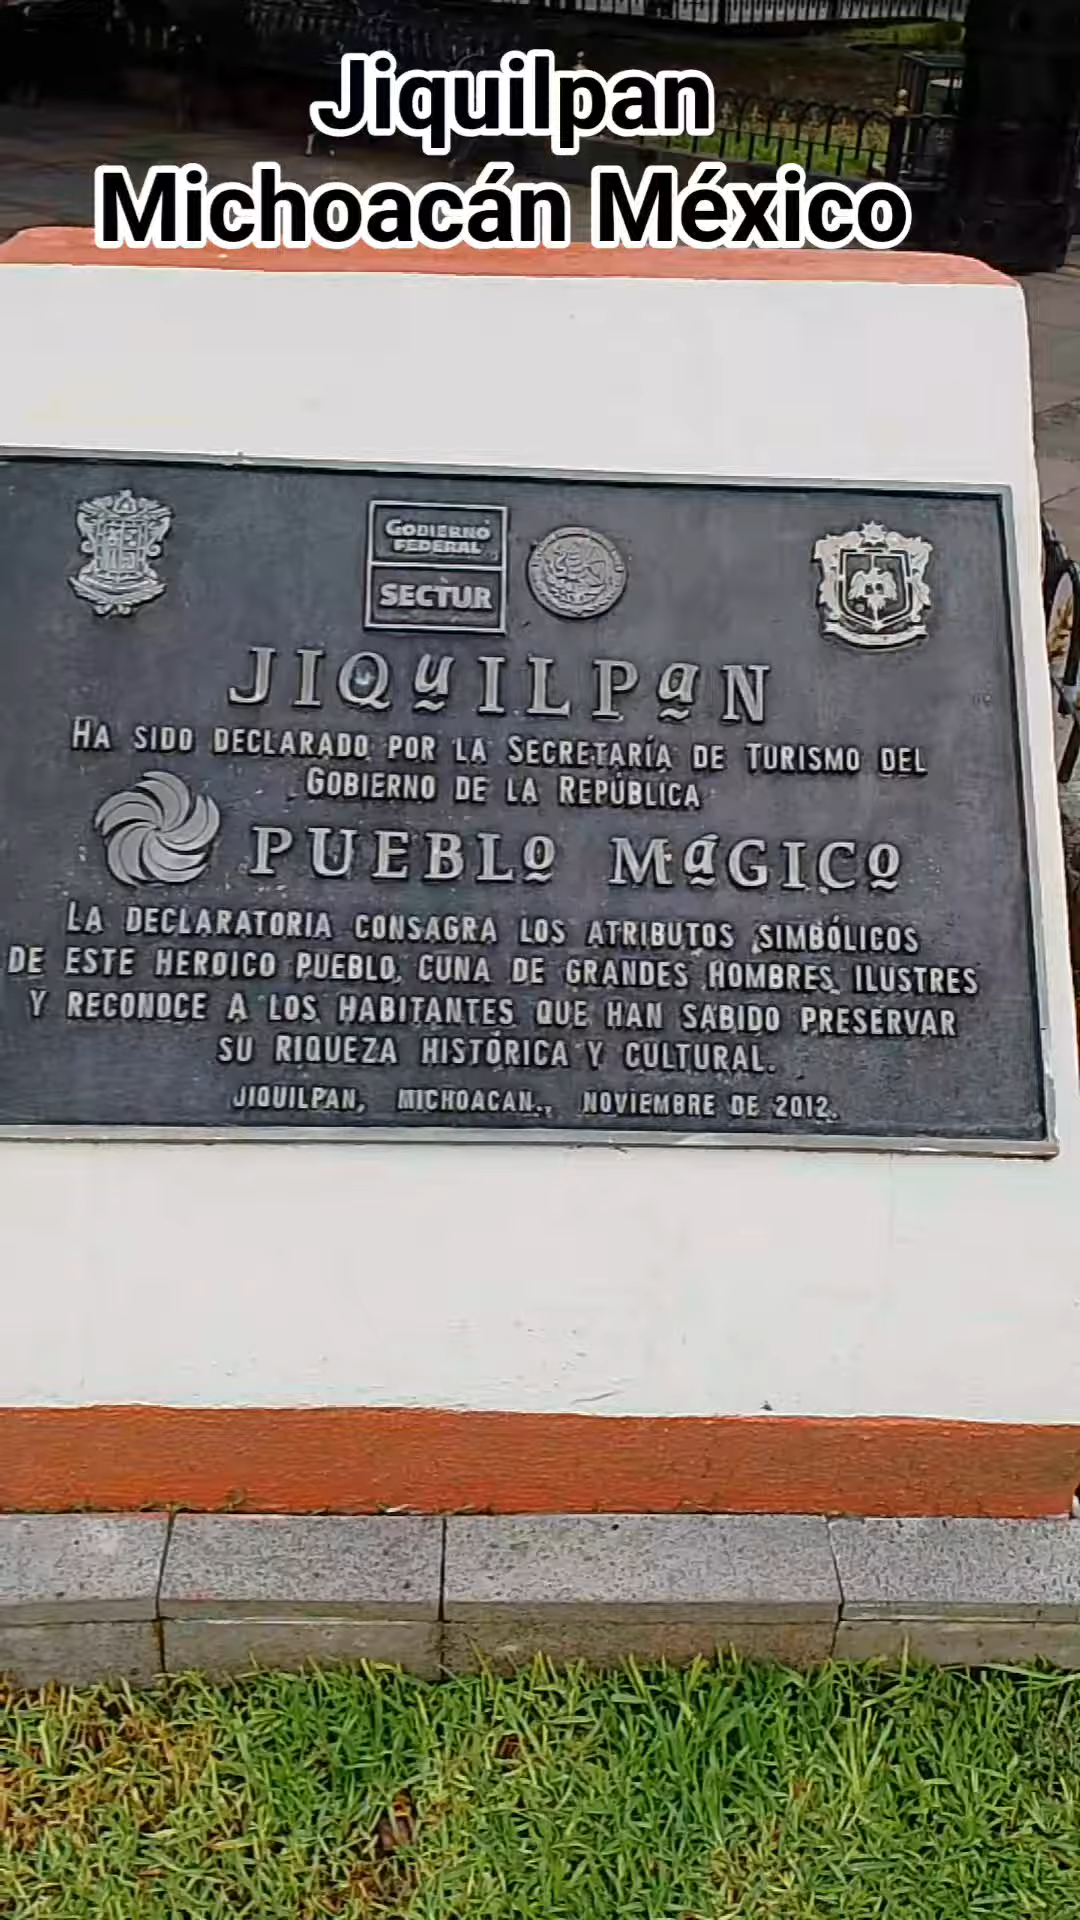 Jiquilpan
Michoacán México
GOBIERNO
FEDERAL
SECTUR
JIQUILPAN
HA SIDO DECLARADO POR LA SECRETARÍA DE TURISMO DEL
GOBIERNO DE LA REPÚBLICA
PUEBLO MÁGICO
LA DECLARATORIA CONSAGRA LOS ATRIBUTOS SIMBÓLICOS
DE ESTE HEROICO PUEBLO, CUNA DE GRANDES HOMBRES ILUSTRES
Y RECONOCE A LOS HABITANTES QUE HAN SABIDO PRESERVAR
SU RIQUEZA HISTÓRICA Y CULTURAL.
JIQUILPAN, MICHOACAN., NOVIEMBRE DE 2012.